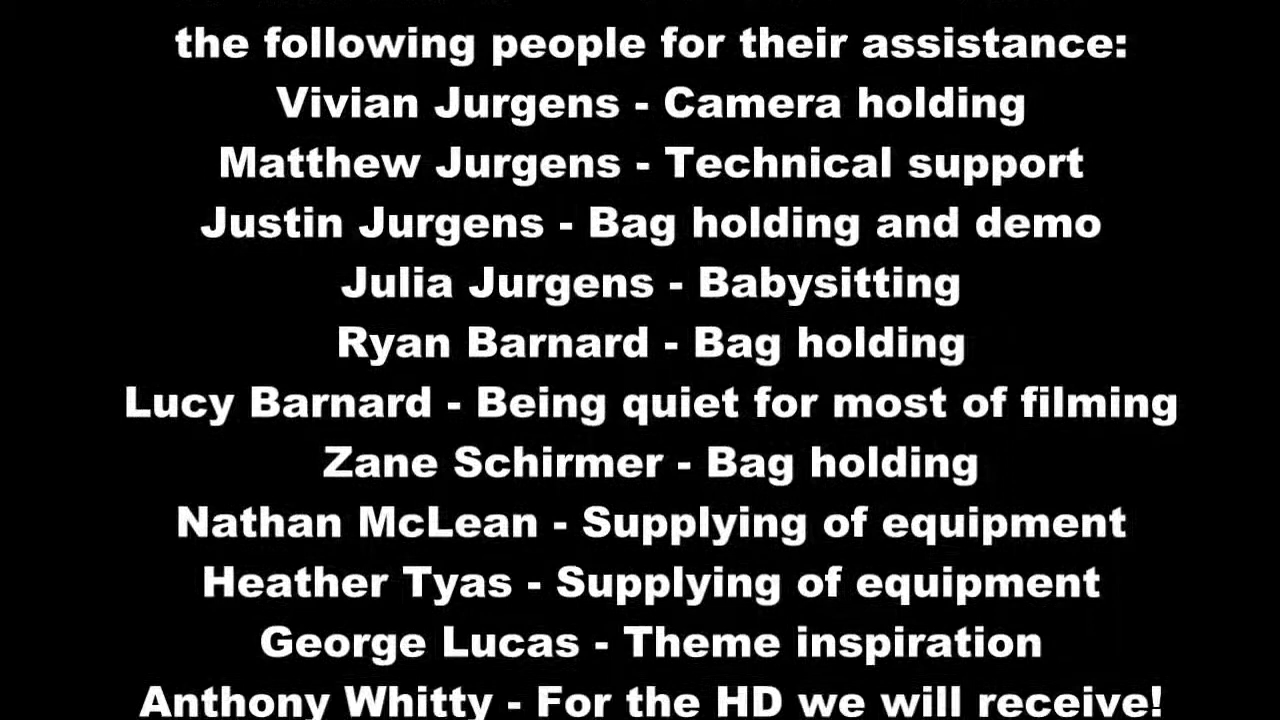 the following people for their assistance:
Vivian Jurgens - Camera holding
Matthew Jurgens - Technical support
Justin Jurgens - Bag holding and demo
Julia Jurgens - Babysitting
Ryan Barnard - Bag holding
Lucy Barnard - Being quiet for most of filming
Zane Schirmer - Bag holding
Nathan McLean - Supplying of equipment
Heather Tyas - Supplying of equipment
George Lucas - Theme inspiration
Anthony Whitty - For the HD we will receive!